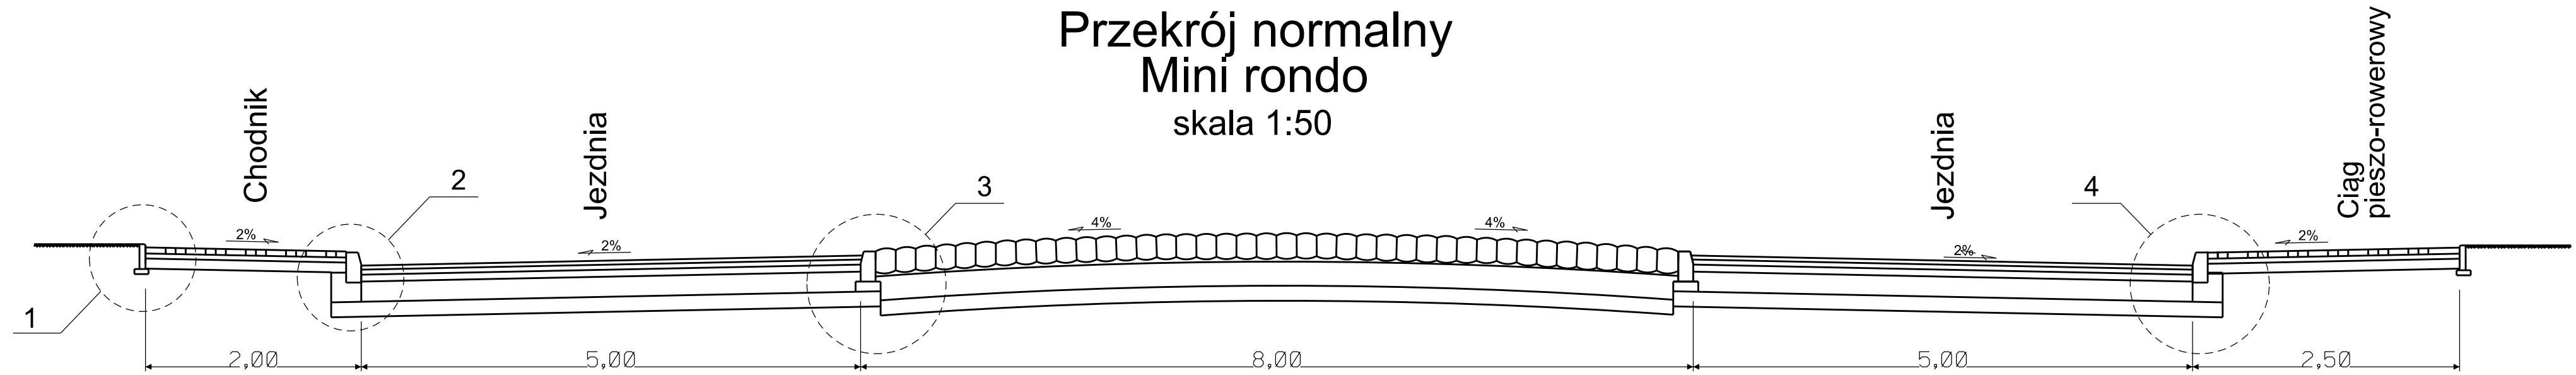 Przekrój normalny
Mini rondo
skala 1:50
Chodnik
Jezdnia
Jezdnia
Ciąg
pieszo-rowerowy
1
2
3
4
2%
2%
4%
4%
2%
2%
2,00
5,00
8,00
5,00
2,50